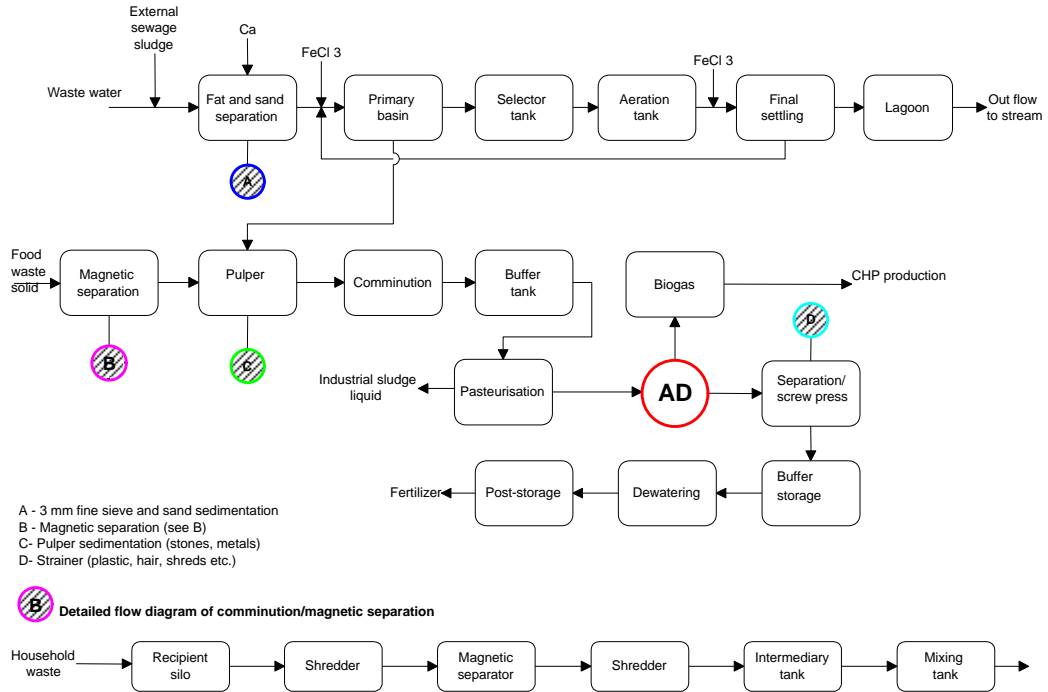 External
sewage
sludge
Ca
FeCl 3
FeCl 3
Waste water
Fat and sand
separation
Primary
basin
Selector
tank
Aeration
tank
Final
settling
Lagoon
Out flow
to stream
A
Food
waste
solid
Magnetic
separation
Pulper
Comminution
Buffer
tank
Biogas
CHP production
B
C
D
Industrial sludge
liquid
Pasteurisation
AD
Separation/
screw press
Fertilizer
Post-storage
Dewatering
Buffer
storage
A - 3 mm fine sieve and sand sedimentation
B - Magnetic separation (see B)
C- Pulper sedimentation (stones, metals)
D- Strainer (plastic, hair, shreds etc.)
B Detailed flow diagram of comminution/magnetic separation
Household
waste
Recipient
silo
Shredder
Magnetic
separator
Shredder
Intermediary
tank
Mixing
tank